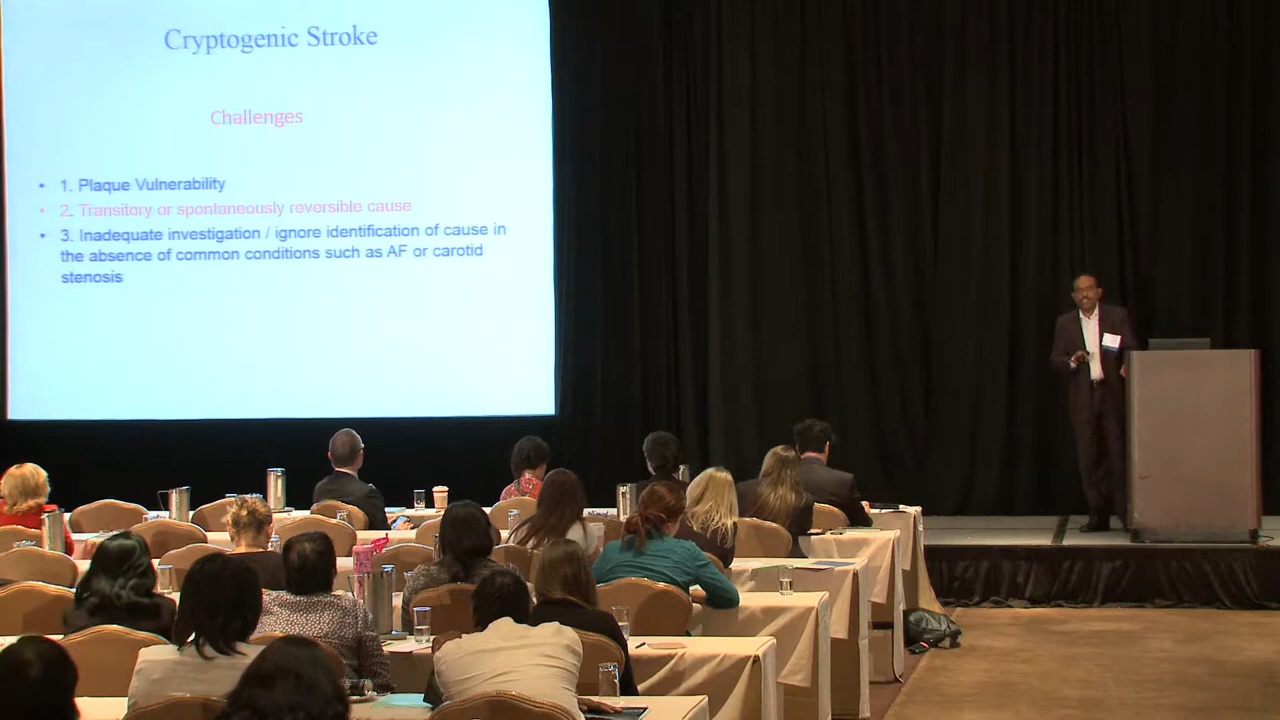 Cryptogenic Stroke
Challenges
• 1. Plaque Vulnerability
• 2. Transitory or spontaneously reversible cause
• 3. Inadequate investigation / ignore identification of cause in
the absence of common conditions such as AF or carotid
stenosis